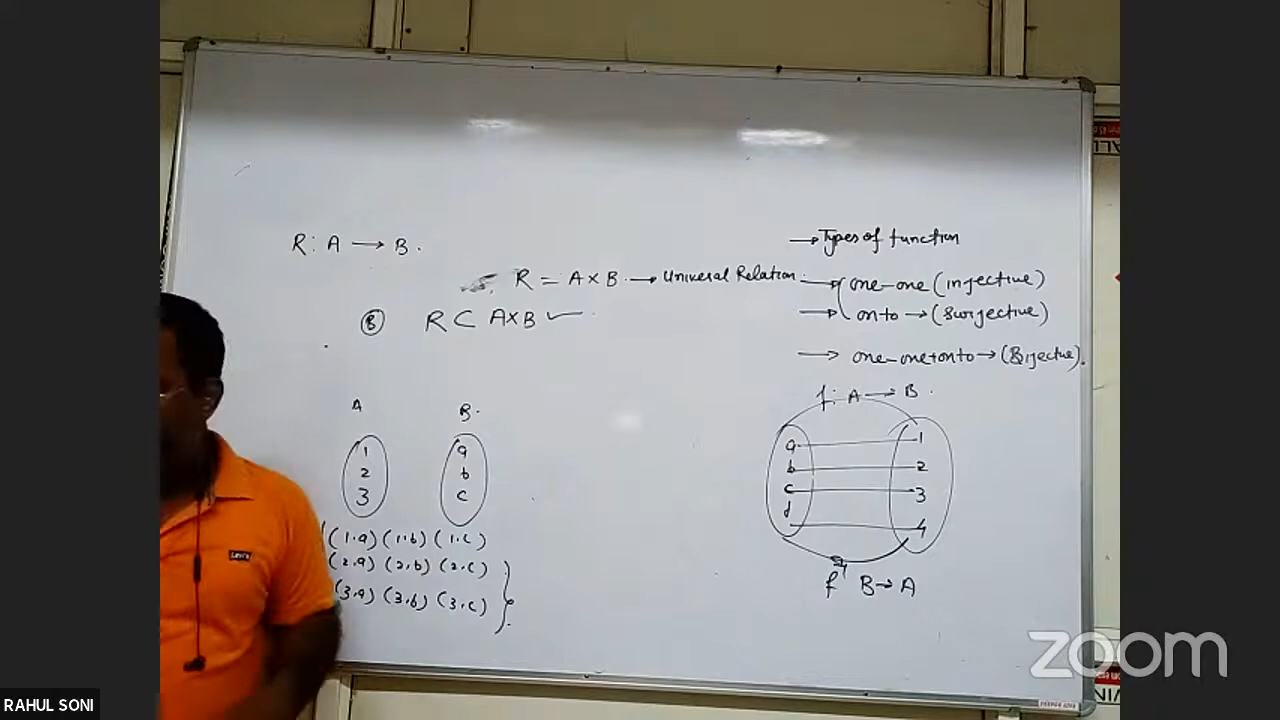 R: A → B.
R = A×B. → Universal Relation.
Ⓑ R ⊂ A×B ✓
A B.
1 a
2 b
3 c
(1,a) (1,b) (1,c)
(2,a) (2,b) (2,c)
(3,a) (3,b) (3,c) }
→ Types of function
→ one-one (injective)
→ onto → (Surjective)
→ one-one+onto → (Bijective).
f: A → B.
a 1
b 2
c 3
d 4
f⁻¹ B → A
Levi's
zoom
RAHUL SONI